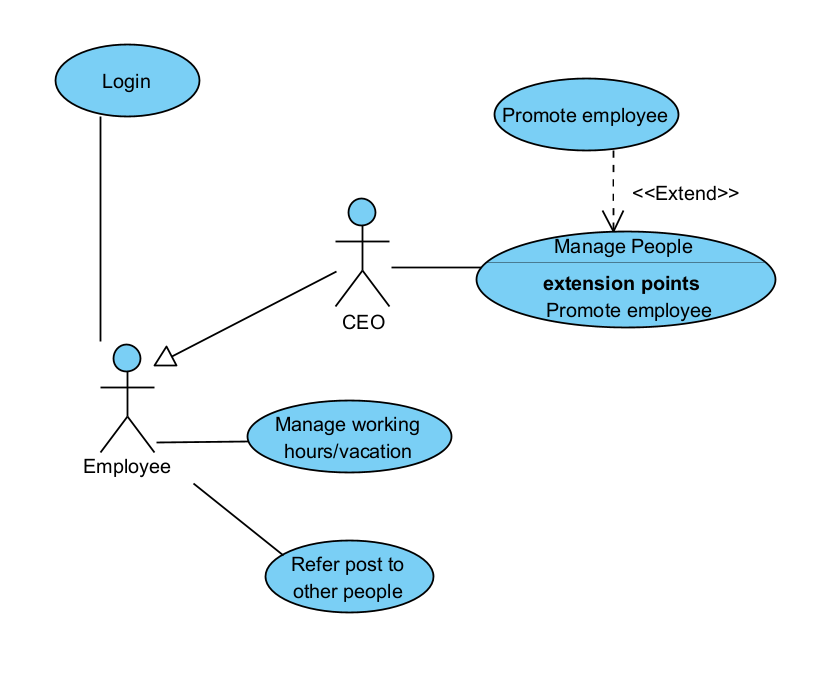 Login
Promote employee
<<Extend>>
Manage People
extension points
Promote employee
CEO
Manage working
hours/vacation
Employee
Refer post to
other people